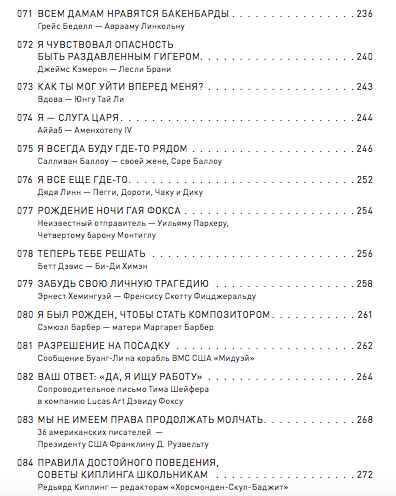 071 ВСЕМ ДАМАМ НРАВЯТСЯ БАКЕНБАРДЫ . . . . . . . . . . . . . . . . . . . . 236
Грейс Беделл — Аврааму Линкольну
072 Я ЧУВСТВОВАЛ ОПАСНОСТЬ
БЫТЬ РАЗДАВЛЕННЫМ ГИГЕРОМ. . . . . . . . . . . . . . . . . . . . . . . . 240
Джеймс Кэмерон — Лесли Брани
073 КАК ТЫ МОГ УЙТИ ВПЕРЕД МЕНЯ? . . . . . . . . . . . . . . . . . . . . . . . 243
Вдова — Юнгу Тай Ли
074 Я — СЛУГА ЦАРЯ. . . . . . . . . . . . . . . . . . . . . . . . . . . . . . . . . . . . 244
Аййаб — Аменхотепу IV
075 Я ВСЕГДА БУДУ ГДЕ-ТО РЯДОМ . . . . . . . . . . . . . . . . . . . . . . . . . 246
Салливан Баллоу — своей жене, Саре Баллоу
076 Я ВСЕ ЕЩЕ ГДЕ-ТО. . . . . . . . . . . . . . . . . . . . . . . . . . . . . . . . . . 252
Дядя Линн — Пегги, Дороти, Чаку и Дику
077 РОЖДЕНИЕ НОЧИ ГАЯ ФОКСА . . . . . . . . . . . . . . . . . . . . . . . . . . 254
Неизвестный отправитель — Уильяму Паркеру,
Четвертому барону Монтиглу
078 ТЕПЕРЬ ТЕБЕ РЕШАТЬ . . . . . . . . . . . . . . . . . . . . . . . . . . . . . . . 256
Бетт Дэвис — Би-Ди Химэн
079 ЗАБУДЬ СВОЮ ЛИЧНУЮ ТРАГЕДИЮ . . . . . . . . . . . . . . . . . . . . . . 258
Эрнест Хемингуэй — Френсису Скотту Фицджеральду
080 Я БЫЛ РОЖДЕН, ЧТОБЫ СТАТЬ КОМПОЗИТОРОМ. . . . . . . . . . . . . 261
Сэмюэл Барбер — матери Маргарет Барбер
081 РАЗРЕШЕНИЕ НА ПОСАДКУ . . . . . . . . . . . . . . . . . . . . . . . . . . . 262
Сообщение Буанг-Ли на корабль ВМС США «Мидуэй»
082 ВАШ ОТВЕТ: «ДА, Я ИЩУ РАБОТУ» . . . . . . . . . . . . . . . . . . . . . . . 264
Сопроводительное письмо Тима Шейфера
в компанию Lucas Art Дэвиду Фоксу
083 МЫ НЕ ИМЕЕМ ПРАВА ПРОДОЛЖАТЬ МОЛЧАТЬ. . . . . . . . . . . . . . 268
36 американских писателей —
Президенту США Франклину Д. Рузвельту
084 ПРАВИЛА ДОСТОЙНОГО ПОВЕДЕНИЯ,
СОВЕТЫ КИПЛИНГА ШКОЛЬНИКАМ . . . . . . . . . . . . . . . . . . . . . . 272
Редьярд Киплинг — редакторам «Хорсмонден-Скул-Баджит»